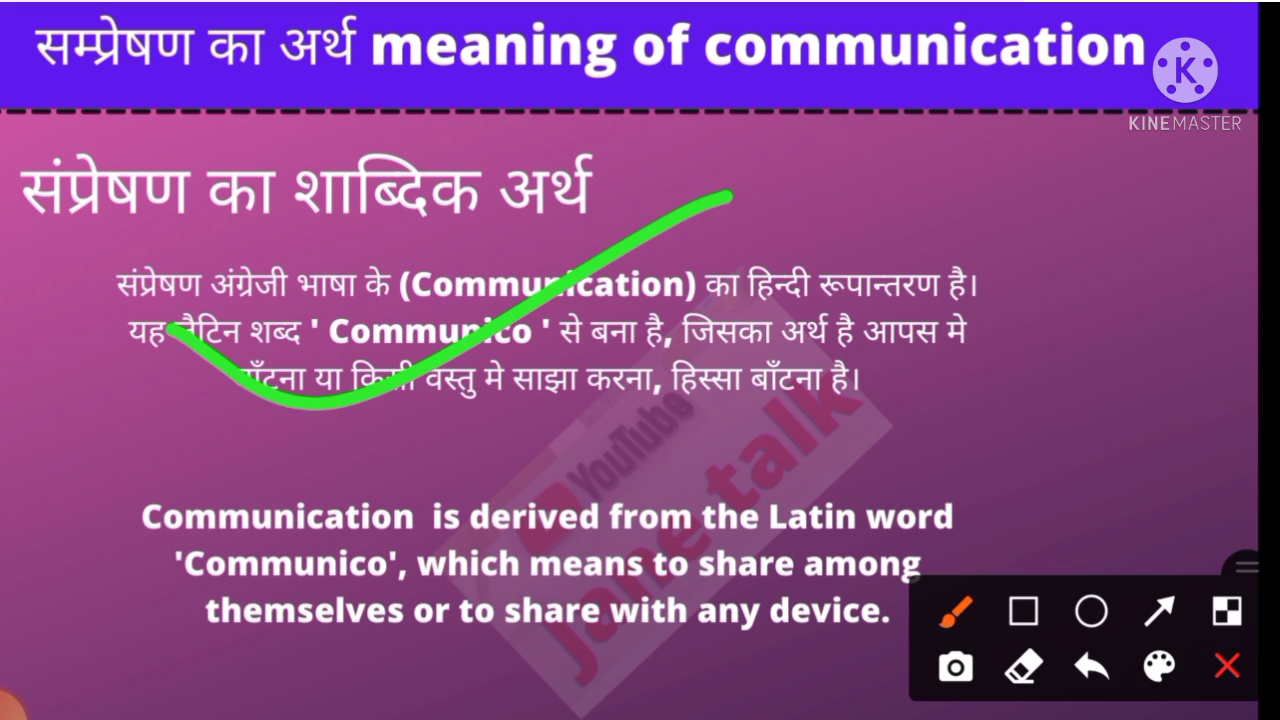 सम्प्रेषण का अर्थ meaning of communication
K
KINEMASTER
संप्रेषण का शाब्दिक अर्थ
संप्रेषण अंग्रेजी भाषा के (Communication) का हिन्दी रूपान्तरण है।
यह लैटिन शब्द ' Communico ' से बना है, जिसका अर्थ है आपस मे
बाँटना या किसी वस्तु मे साझा करना, हिस्सा बाँटना है।
YouTube
talk
Communication is derived from the Latin word
'Communico', which means to share among
themselves or to share with any device.